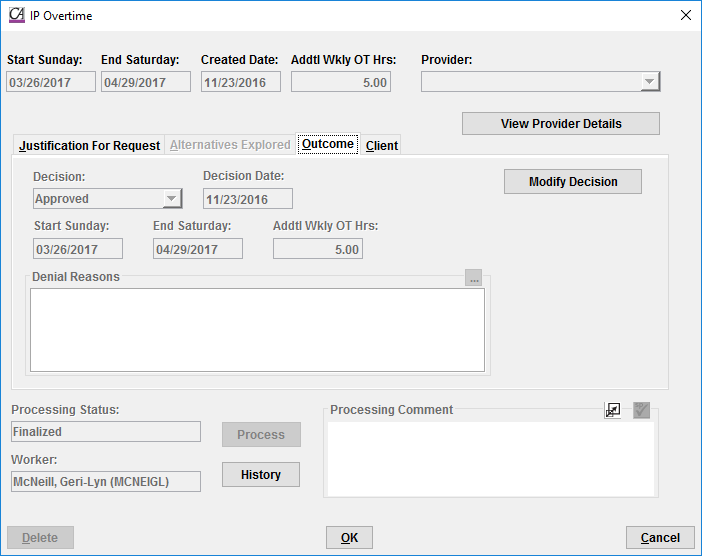 CA IP Overtime
Start Sunday: End Saturday: Created Date: Addtl Wkly OT Hrs: Provider:
03/26/2017 04/29/2017 11/23/2016 5.00
View Provider Details
Justification For Request Alternatives Explored Outcome Client
Decision: Decision Date:
Modify Decision
Approved 11/23/2016
Start Sunday: End Saturday: Addtl Wkly OT Hrs:
03/26/2017 04/29/2017 5.00
Denial Reasons ...
Processing Status: Processing Comment
Finalized Process
Worker:
McNeill, Geri-Lyn (MCNEIGL) History
Delete OK Cancel